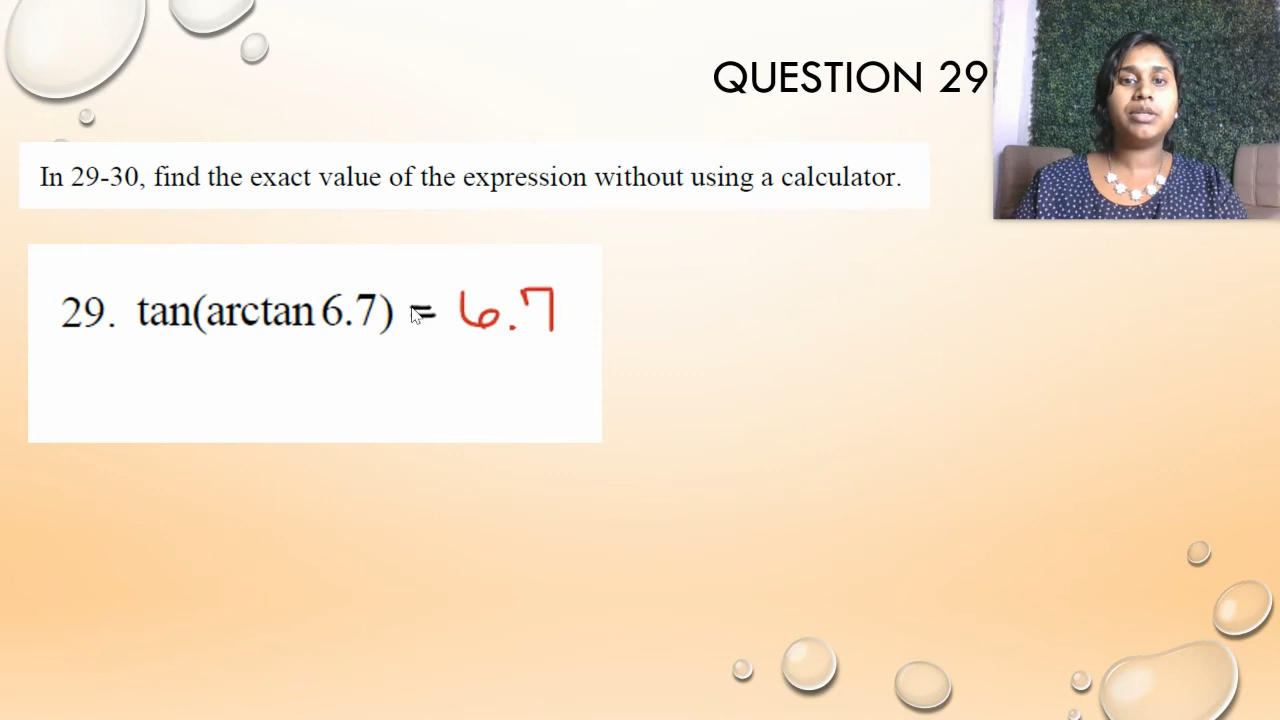 QUESTION 29
In 29-30, find the exact value of the expression without using a calculator.
29. tan(arctan 6.7) = 6.7